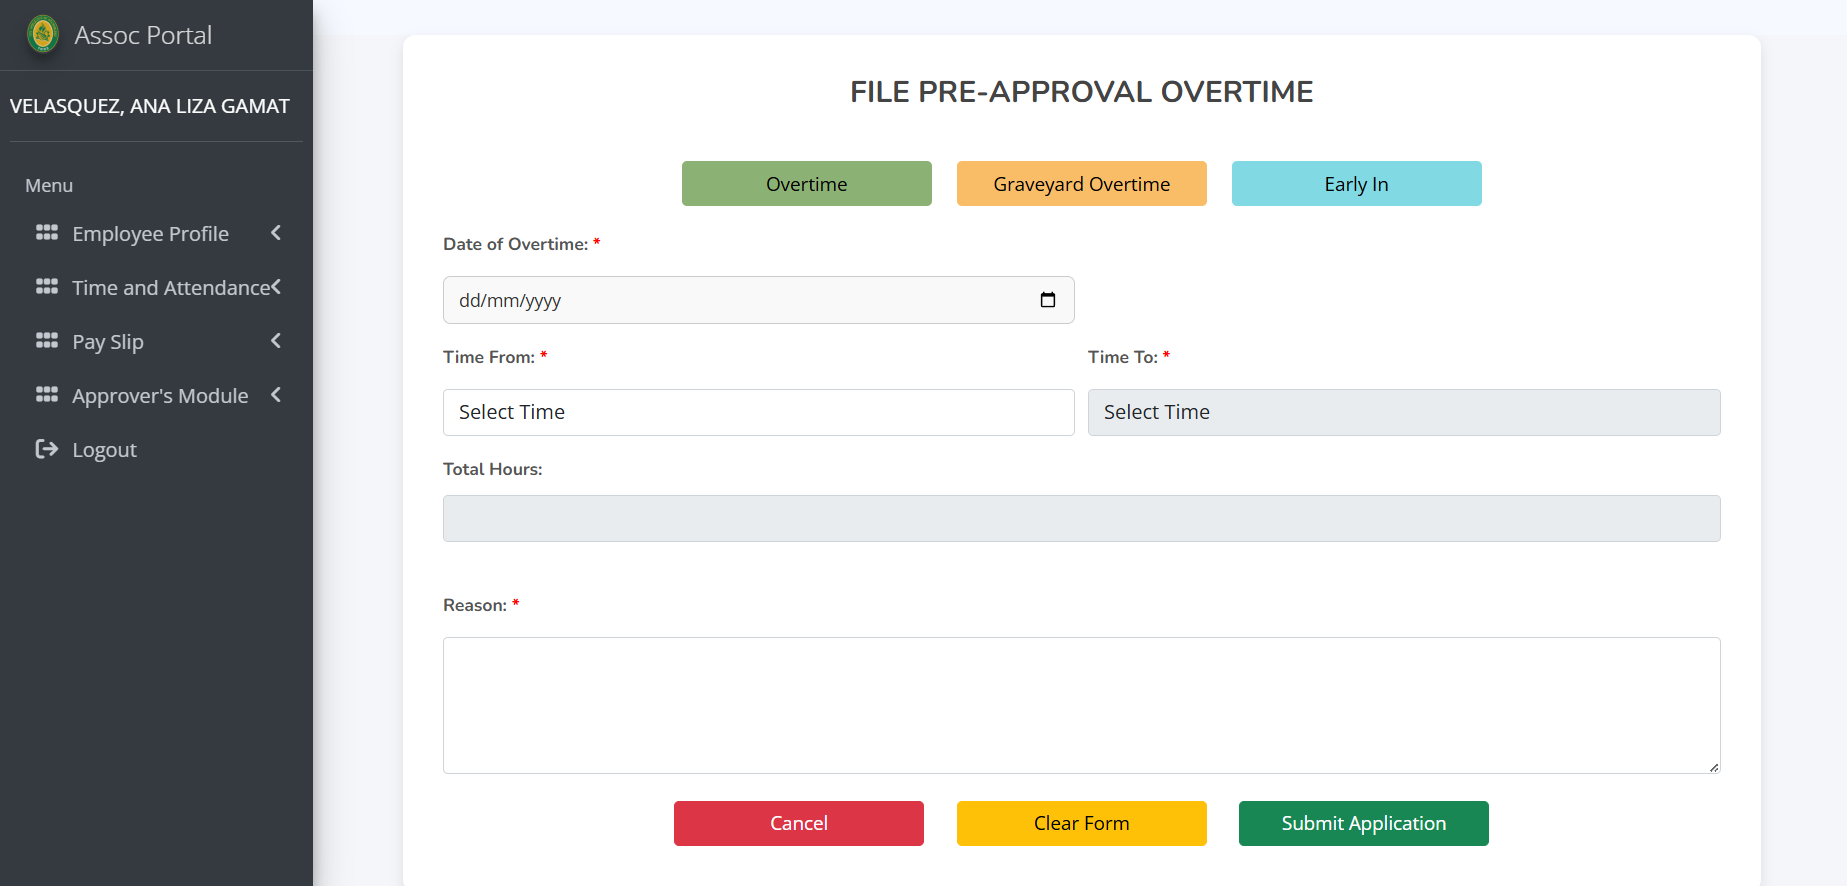 Assoc Portal
VELASQUEZ, ANA LIZA GAMAT
Menu
Employee Profile
Time and Attendance
Pay Slip
Approver's Module
Logout
FILE PRE-APPROVAL OVERTIME
Overtime
Graveyard Overtime
Early In
Date of Overtime: *
dd/mm/yyyy
Time From: *
Time To: *
Select Time
Select Time
Total Hours:
Reason: *
Cancel
Clear Form
Submit Application